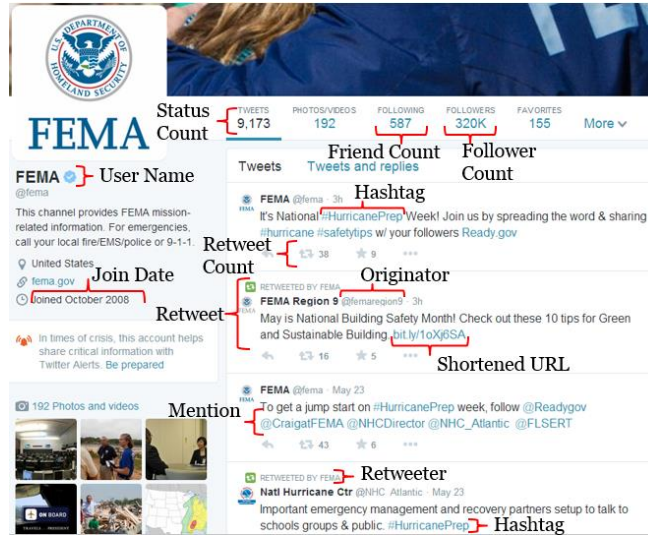 U.S. DEPARTMENT OF HOMELAND SECURITY
FEMA
Status Count
TWEETS
9,173
PHOTOS/VIDEOS
192
FOLLOWING
587
FOLLOWERS
320K
FAVORITES
155
More
Friend Count
Follower Count
FEMA
User Name
@fema
This channel provides FEMA mission-
related information. For emergencies,
call your local fire/EMS/police or 9-1-1.
United States
fema.gov
Join Date
Joined October 2008
In times of crisis, this account helps
share critical information with
Twitter Alerts. Be prepared
192 Photos and videos
ON BOARD
Tweets Tweets and replies
Hashtag
FEMA @fema · 3h
It's National #HurricanePrep Week! Join us by spreading the word & sharing
#hurricane #safetytips w/ your followers Ready.gov
Retweet
Count
38 9
Originator
RETWEETED BY FEMA
Retweet
FEMA Region 9 @femaregion9 · 3h
May is National Building Safety Month! Check out these 10 tips for Green
and Sustainable Building. bit.ly/1oXj6SA
16 5
Shortened URL
FEMA @fema · May 23
Mention
To get a jump start on #HurricanePrep week, follow @Readygov
@CraigatFEMA @NHCDirector @NHC_Atlantic @FLSERT
43 6
RETWEETED BY FEMA
Retweeter
Natl Hurricane Ctr @NHC_Atlantic · May 23
Important emergency management and recovery partners setup to talk to
schools groups & public. #HurricanePrep
Hashtag